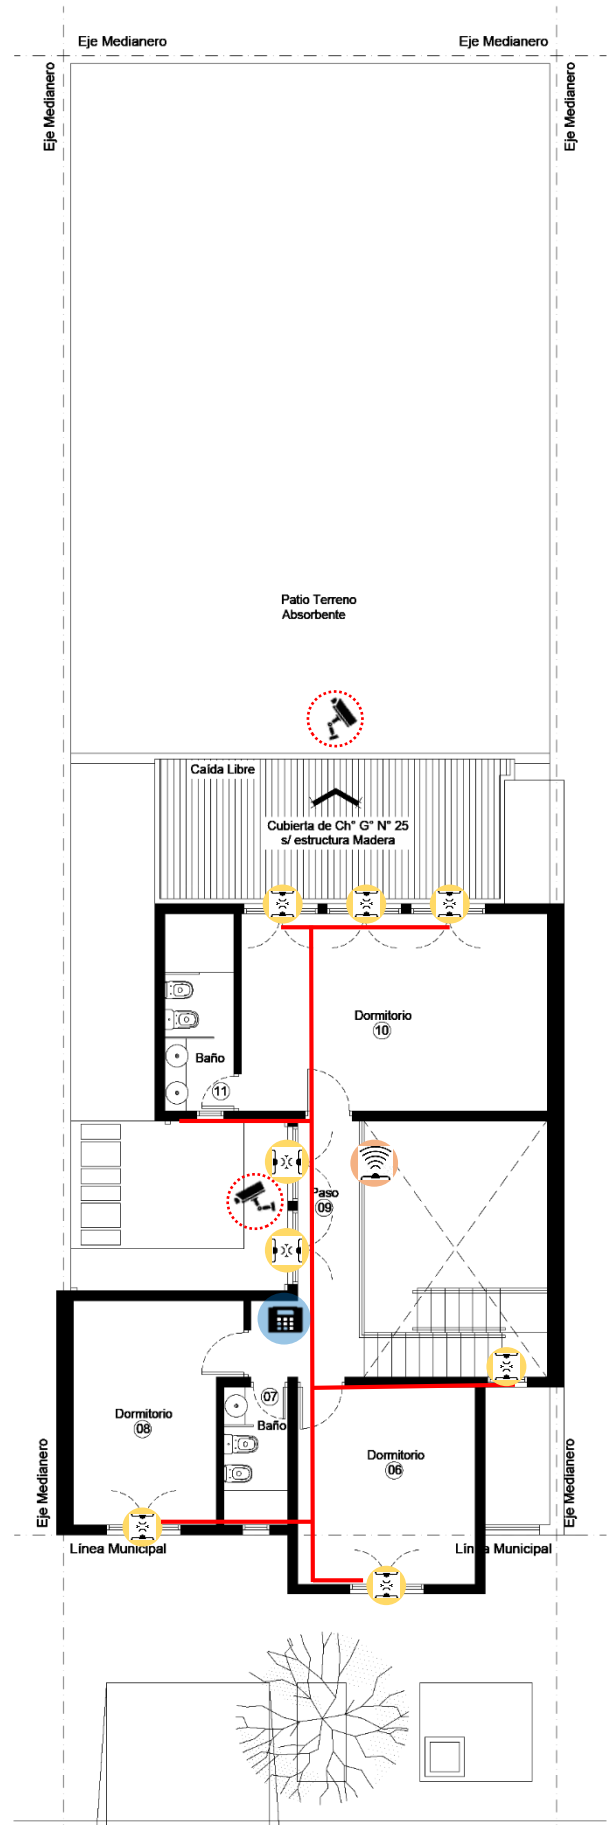 Eje Medianero
Eje Medianero
Eje Medianero
Eje Medianero
Patio Terreno
Absorbente
Caída Libre
Cubierta de Ch° G° N° 25
s/ estructura Madera
Dormitorio
10
Baño
11
Paso
09
07
Baño
Dormitorio
08
Dormitorio
06
Eje Medianero
Eje Medianero
Línea Municipal
Línea Municipal